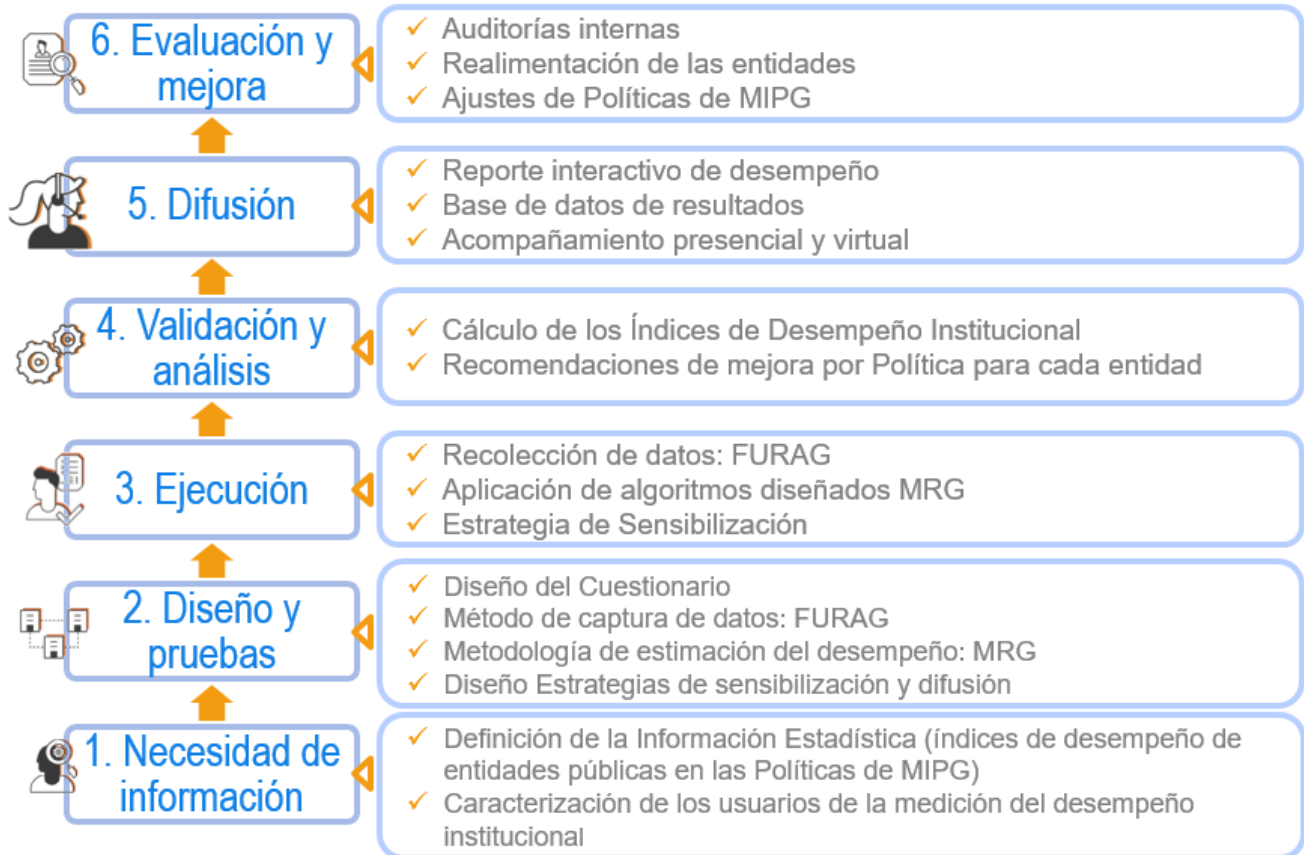 6. Evaluación y
mejora
✓ Auditorías internas
✓ Realimentación de las entidades
✓ Ajustes de Políticas de MIPG
5. Difusión
✓ Reporte interactivo de desempeño
✓ Base de datos de resultados
✓ Acompañamiento presencial y virtual
4. Validación y
análisis
✓ Cálculo de los Índices de Desempeño Institucional
✓ Recomendaciones de mejora por Política para cada entidad
3. Ejecución
✓ Recolección de datos: FURAG
✓ Aplicación de algoritmos diseñados MRG
✓ Estrategia de Sensibilización
2. Diseño y
pruebas
✓ Diseño del Cuestionario
✓ Método de captura de datos: FURAG
✓ Metodología de estimación del desempeño: MRG
✓ Diseño Estrategias de sensibilización y difusión
1. Necesidad de
información
✓ Definición de la Información Estadística (índices de desempeño de
entidades públicas en las Políticas de MIPG)
✓ Caracterización de los usuarios de la medición del desempeño
institucional